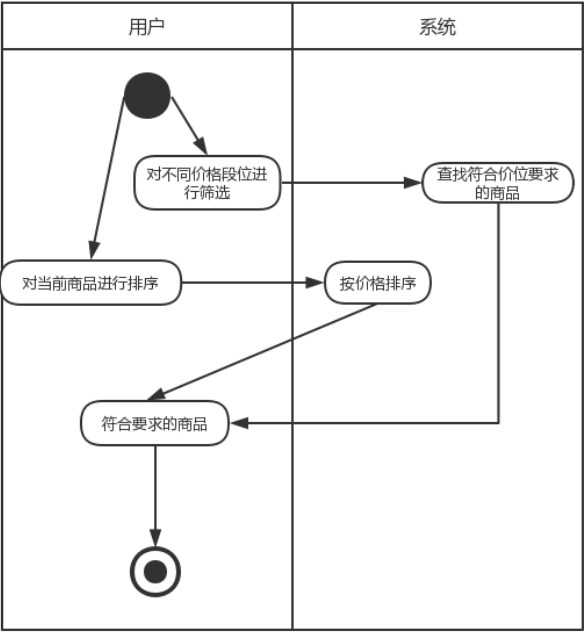 用户
系统
对不同价格段位进
行筛选
查找符合价位要求
的商品
对当前商品进行排序
按价格排序
符合要求的商品